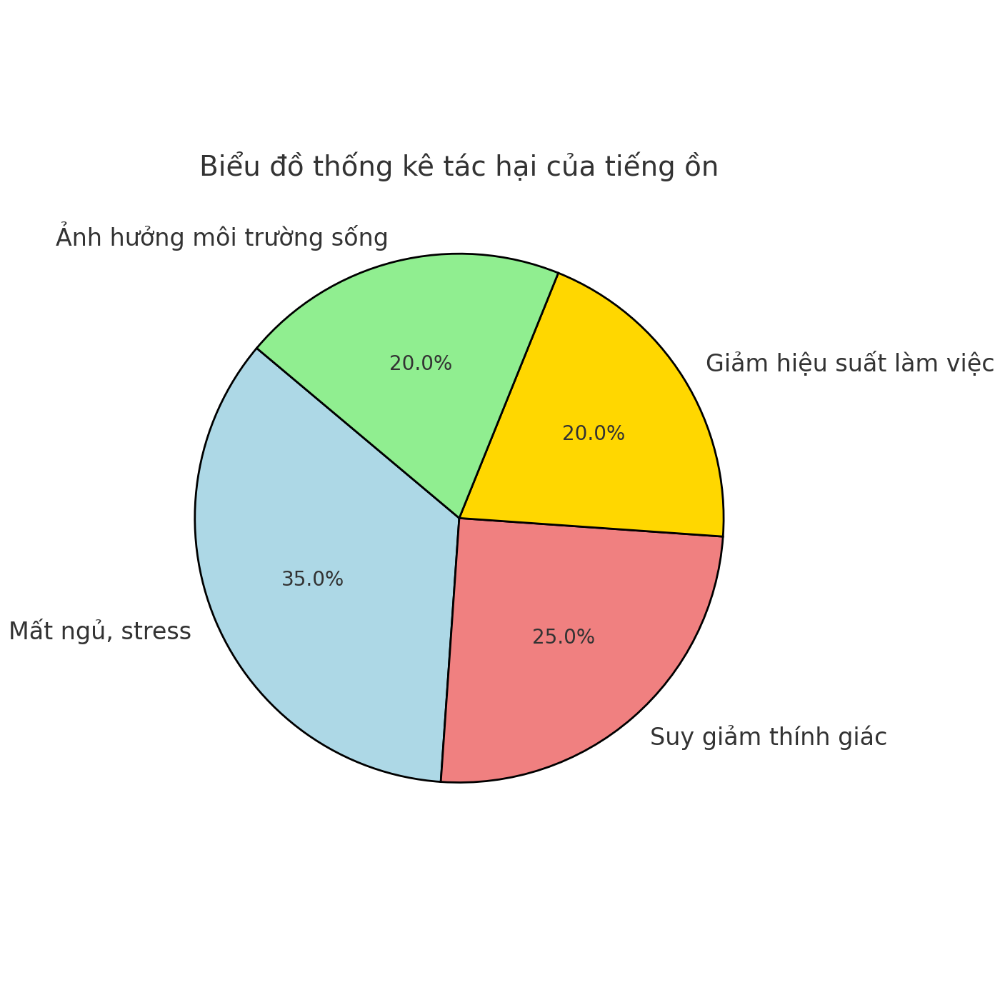 Biểu đồ thống kê tác hại của tiếng ồn
Ảnh hưởng môi trường sống
Giảm hiệu suất làm việc
20.0%
20.0%
35.0%
Mất ngủ, stress
25.0%
Suy giảm thính giác